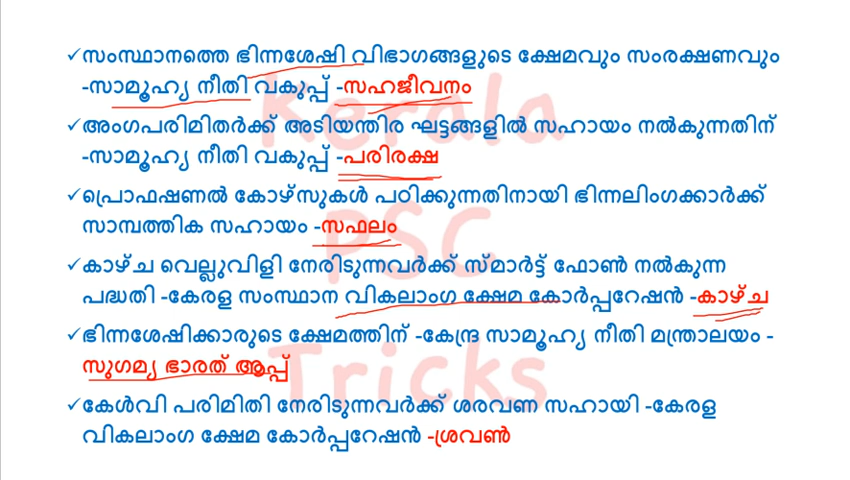 ✓സംസ്ഥാനത്തെ ഭിന്നശേഷി വിഭാഗങ്ങളുടെ ക്ഷേമവും സംരക്ഷണവും
-സാമൂഹ്യ നീതി വകുപ്പ് -സഹജീവനം
✓അംഗപരിമിതർക്ക് അടിയന്തിര ഘട്ടങ്ങളിൽ സഹായം നൽകുന്നതിന്
-സാമൂഹ്യ നീതി വകുപ്പ് -പരിരക്ഷ
✓പ്രൊഫഷണൽ കോഴ്സുകൾ പഠിക്കുന്നതിനായി ഭിന്നലിംഗക്കാർക്ക്
സാമ്പത്തിക സഹായം -സഫലം
✓കാഴ്ച വെല്ലുവിളി നേരിടുന്നവർക്ക് സ്മാർട്ട് ഫോൺ നൽകുന്ന
പദ്ധതി -കേരള സംസ്ഥാന വികലാംഗ ക്ഷേമ കോർപ്പറേഷൻ -കാഴ്ച
✓ഭിന്നശേഷിക്കാരുടെ ക്ഷേമത്തിന് -കേന്ദ്ര സാമൂഹ്യ നീതി മന്ത്രാലയം -
സുഗമ്യ ഭാരത് ആപ്പ്
✓കേൾവി പരിമിതി നേരിടുന്നവർക്ക് ശരവണ സഹായി -കേരള
വികലാംഗ ക്ഷേമ കോർപ്പറേഷൻ -ശ്രവൺ
Kerala
PSC
Tricks